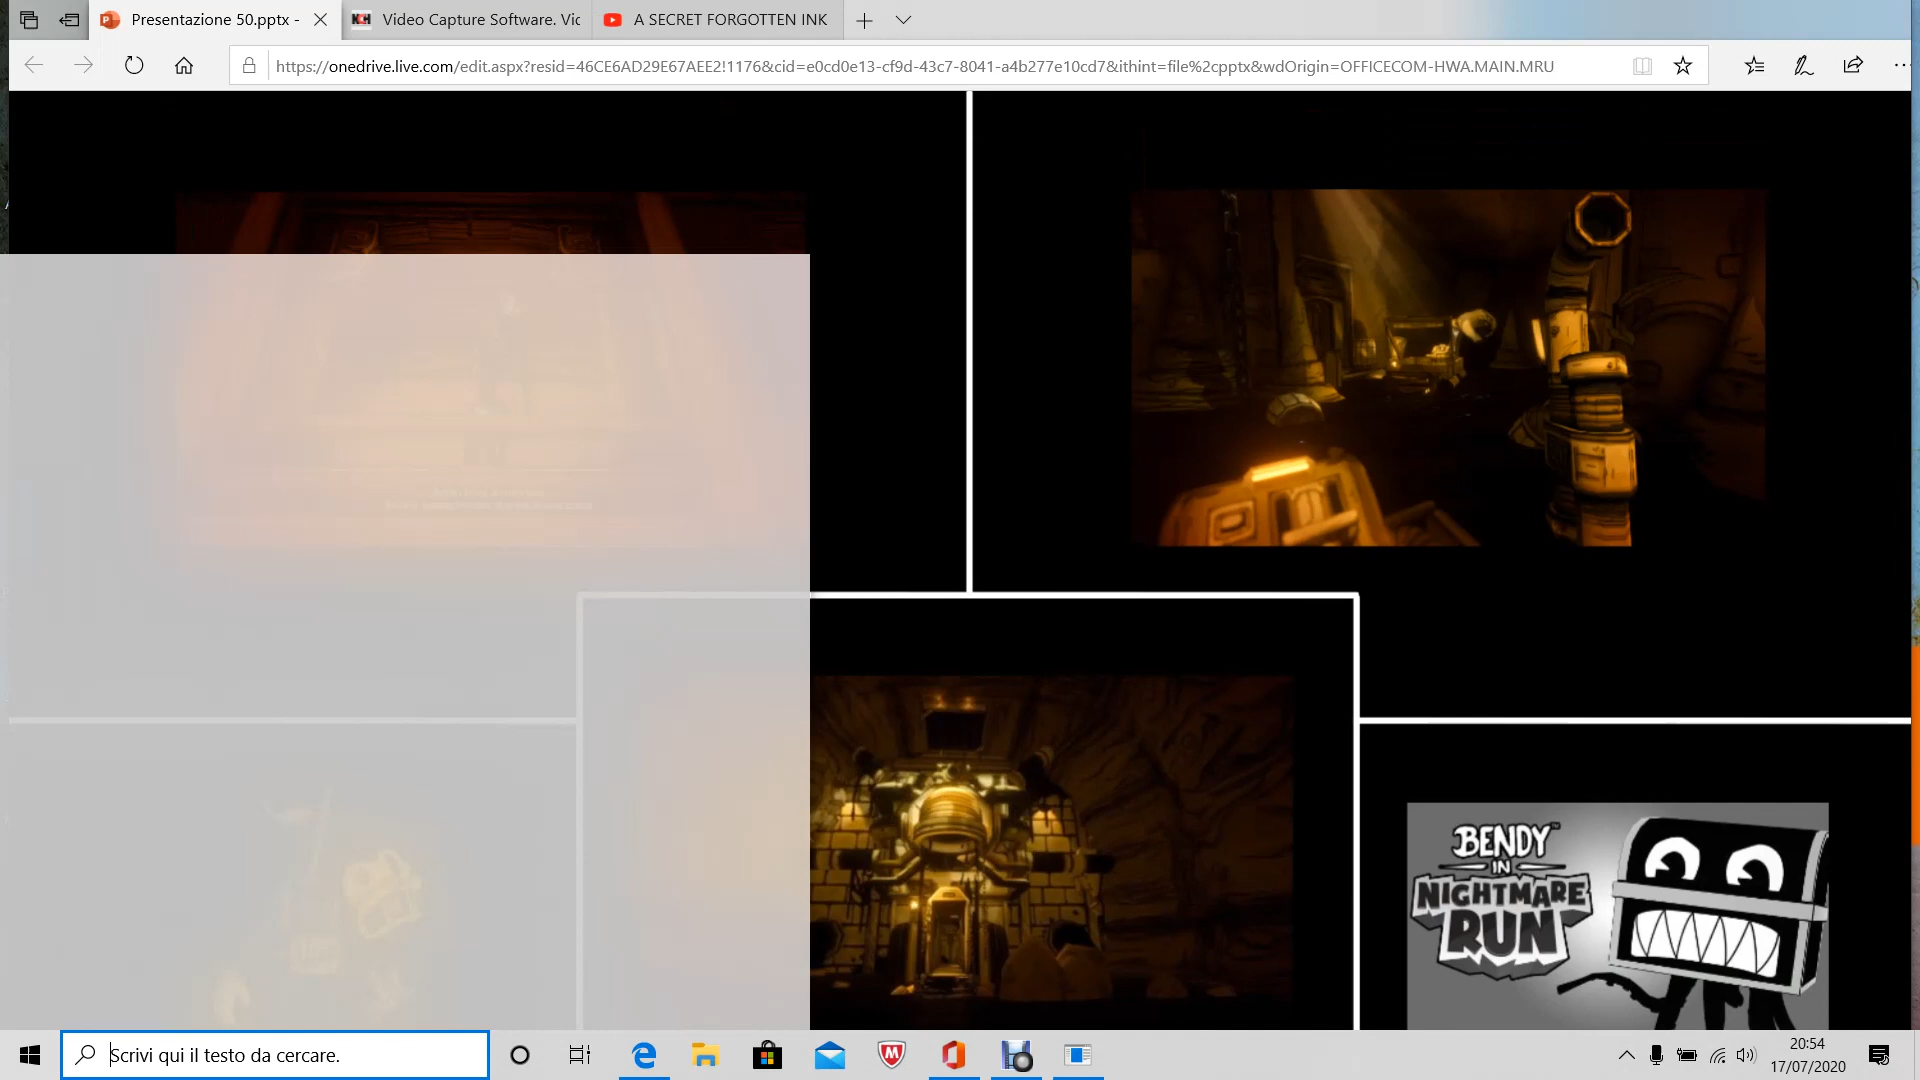 Presentazione 50.pptx -
NCH Video Capture Software. Vic
A SECRET FORGOTTEN INK
https://onedrive.live.com/edit.aspx?resid=46CE6AD29E67AEE2!1176&cid=e0cd0e13-cf9d-43c7-8041-a4b277e10cd7&ithint=file%2cpptx&wdOrigin=OFFICECOM-HWA.MAIN.MRU
BENDY™
IN
NIGHTMARE
RUN
Scrivi qui il testo da cercare.
20:54
17/07/2020